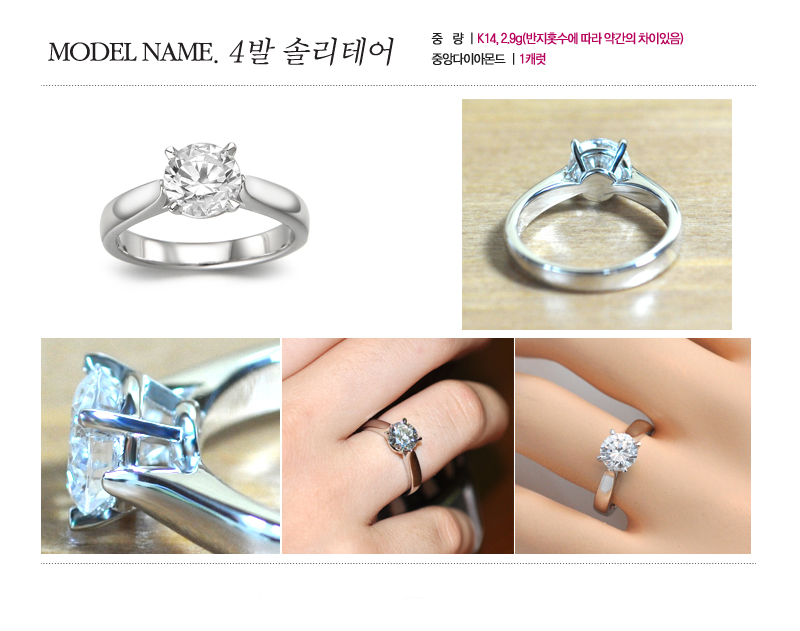 MODEL NAME. 4발 솔리테어
중 량 | K14, 2.9g(반지홋수에 따라 약간의 차이있음)
중앙다이아몬드 | 1캐럿